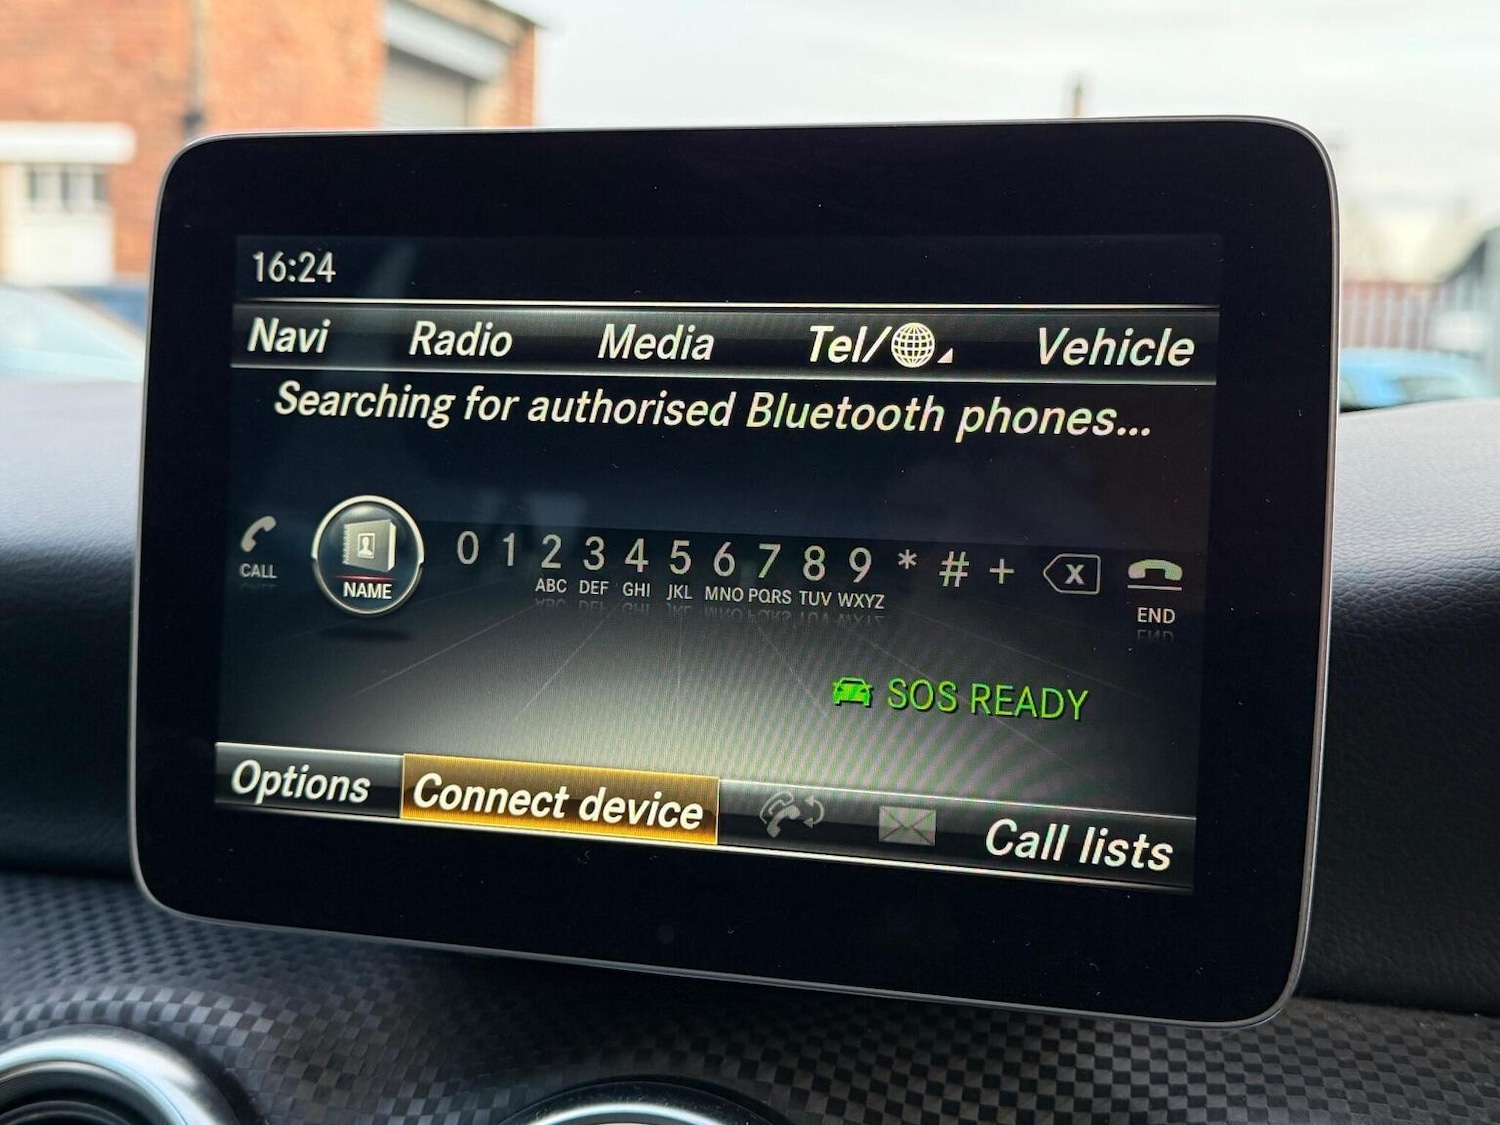 16:24
Navi Radio Media Tel/ Vehicle
Searching for authorised Bluetooth phones...
CALL NAME 0 1 2 3 4 5 6 7 8 9 * # + X END
ABC DEF GHI JKL MNO PQRS TUV WXYZ
SOS READY
Options Connect device Call lists